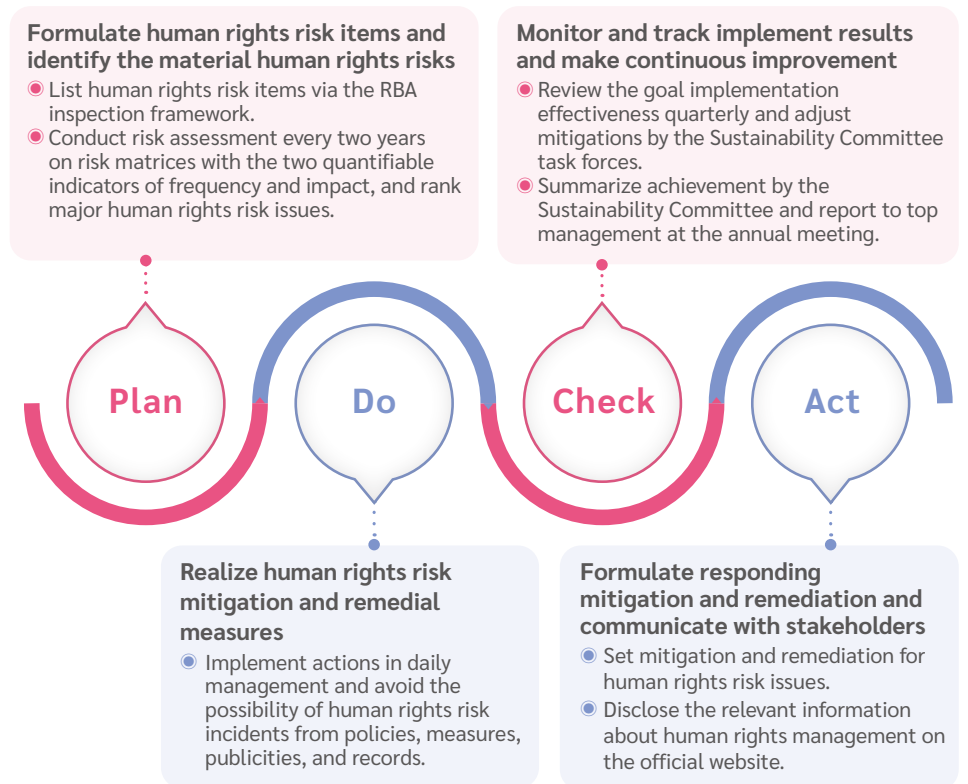 Formulate human rights risk items and
identify the material human rights risks
List human rights risk items via the RBA
inspection framework.
Conduct risk assessment every two years
on risk matrices with the two quantifiable
indicators of frequency and impact, and rank
major human rights risk issues.
Monitor and track implement results
and make continuous improvement
Review the goal implementation
effectiveness quarterly and adjust
mitigations by the Sustainability Committee
task forces.
Summarize achievement by the
Sustainability Committee and report to top
management at the annual meeting.
Plan
Do
Check
Act
Realize human rights risk
mitigation and remedial
measures
Implement actions in daily
management and avoid the
possibility of human rights risk
incidents from policies, measures,
publicities, and records.
Formulate responding
mitigation and remediation and
communicate with stakeholders
Set mitigation and remediation for
human rights risk issues.
Disclose the relevant information
about human rights management on
the official website.